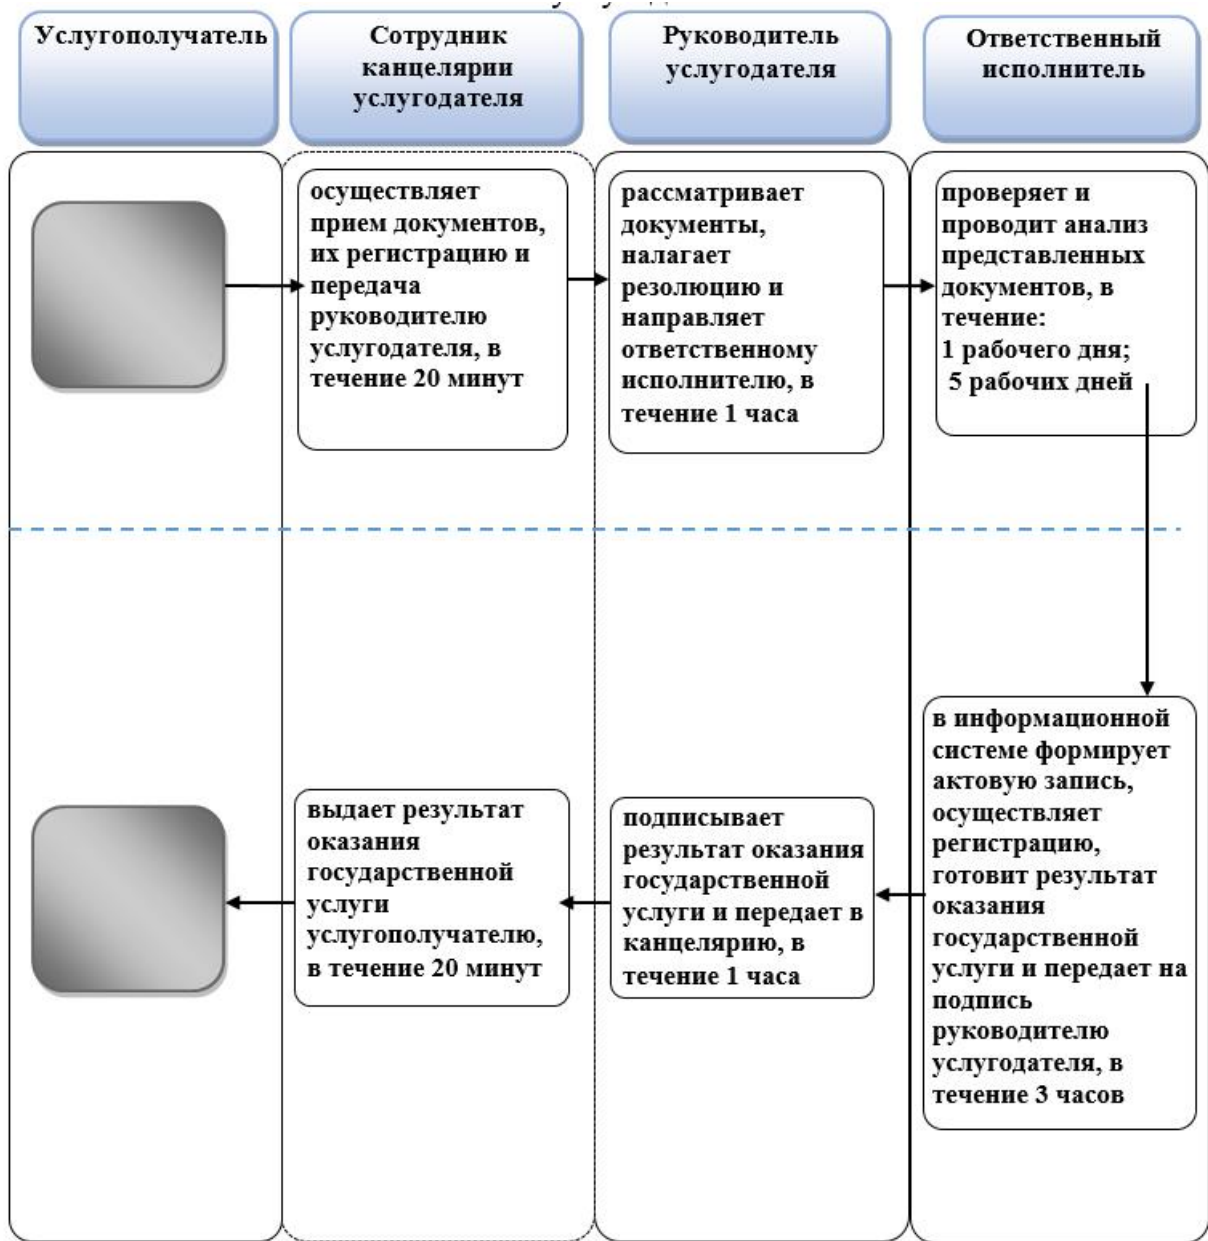 Услугополучатель
Сотрудник
канцелярии
услугодателя
Руководитель
услугодателя
Ответственный
исполнитель
осуществляет
прием документов,
их регистрацию и
передача
руководителю
услугодателя, в
течение 20 минут
рассматривает
документы,
налагает
резолюцию и
направляет
ответственному
исполнителю, в
течение 1 часа
проверяет и
проводит анализ
представленных
документов, в
течение:
1 рабочего дня;
5 рабочих дней
в информационной
системе формирует
актовую запись,
осуществляет
регистрацию,
готовит результат
оказания
государственной
услуги и передает на
подпись
руководителю
услугодателя, в
течение 3 часов
подписывает
результат оказания
государственной
услуги и передает в
канцелярию, в
течение 1 часа
выдает результат
оказания
государственной
услуги
услугополучателю,
в течение 20 минут